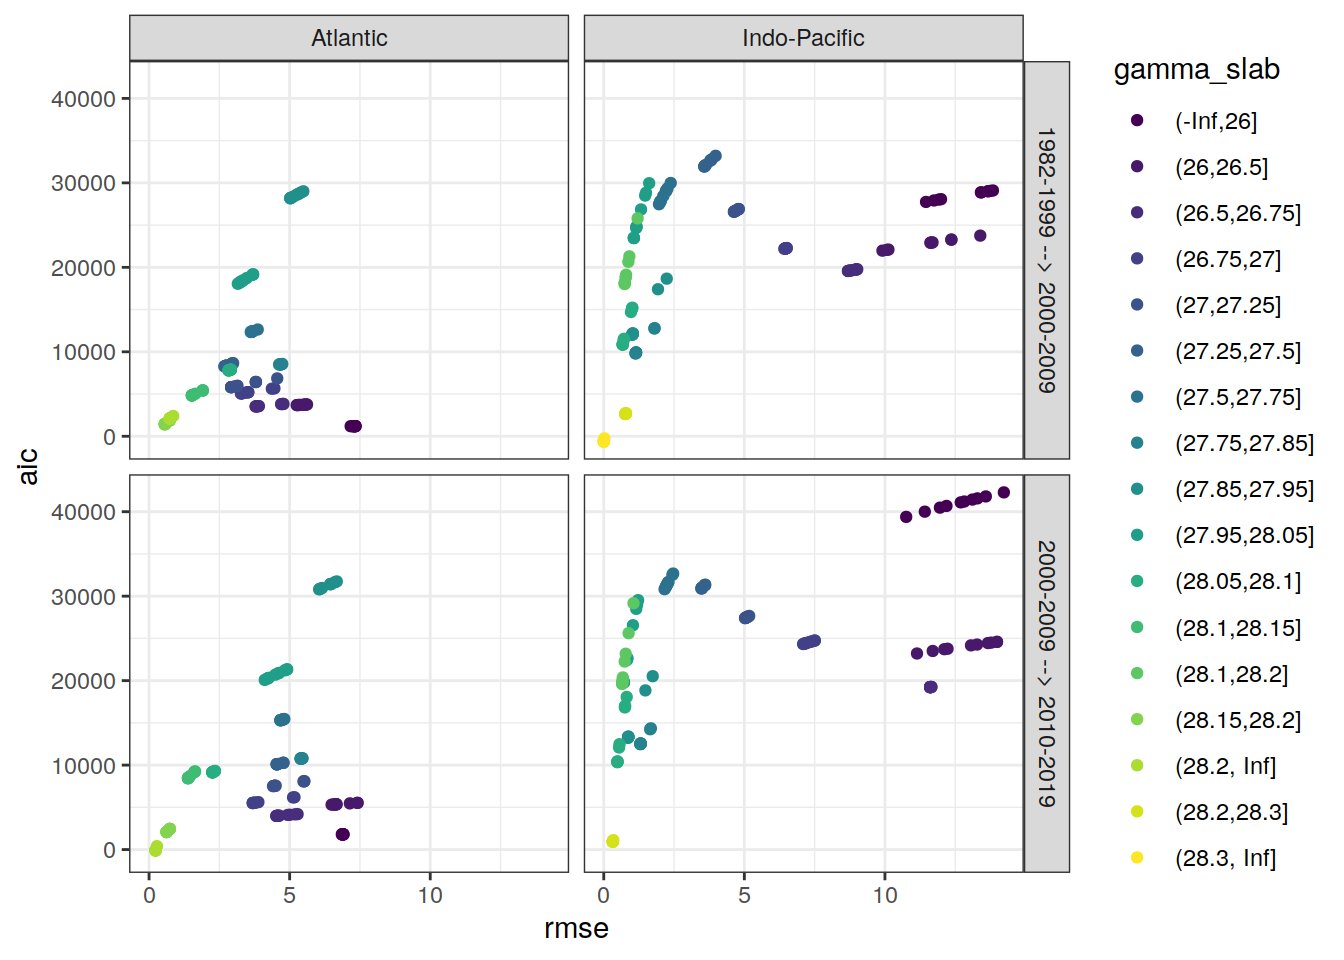 Atlantic
Indo-Pacific
40000
30000
20000
10000
0
1982-1999 --> 2000-2009
40000
30000
20000
10000
0
2000-2009 --> 2010-2019
0 5 10
0 5 10
rmse
aic
gamma_slab
(-Inf,26]
(26,26.5]
(26.5,26.75]
(26.75,27]
(27,27.25]
(27.25,27.5]
(27.5,27.75]
(27.75,27.85]
(27.85,27.95]
(27.95,28.05]
(28.05,28.1]
(28.1,28.15]
(28.1,28.2]
(28.15,28.2]
(28.2, Inf]
(28.2,28.3]
(28.3, Inf]